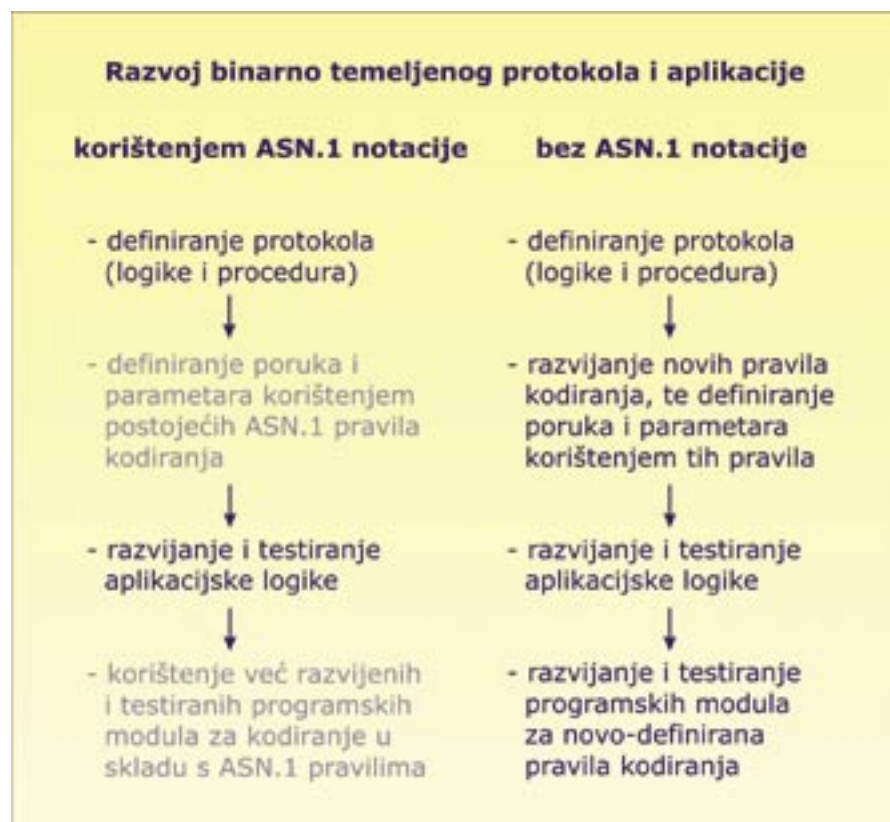 Razvoj binarno temeljenog protokola i aplikacije
korištenjem ASN.1 notacije
- definiranje protokola
(logike i procedura)
- definiranje poruka i
parametara korištenjem
postojećih ASN.1 pravila
kodiranja
- razvijanje i testiranje
aplikacijske logike
- korištenje već razvijenih
i testiranih programskih
modula za kodiranje u
skladu s ASN.1 pravilima
bez ASN.1 notacije
- definiranje protokola
(logike i procedura)
- razvijanje novih pravila
kodiranja, te definiranje
poruka i parametara
korištenjem tih pravila
- razvijanje i testiranje
aplikacijske logike
- razvijanje i testiranje
programskih modula
za novo-definirana
pravila kodiranja